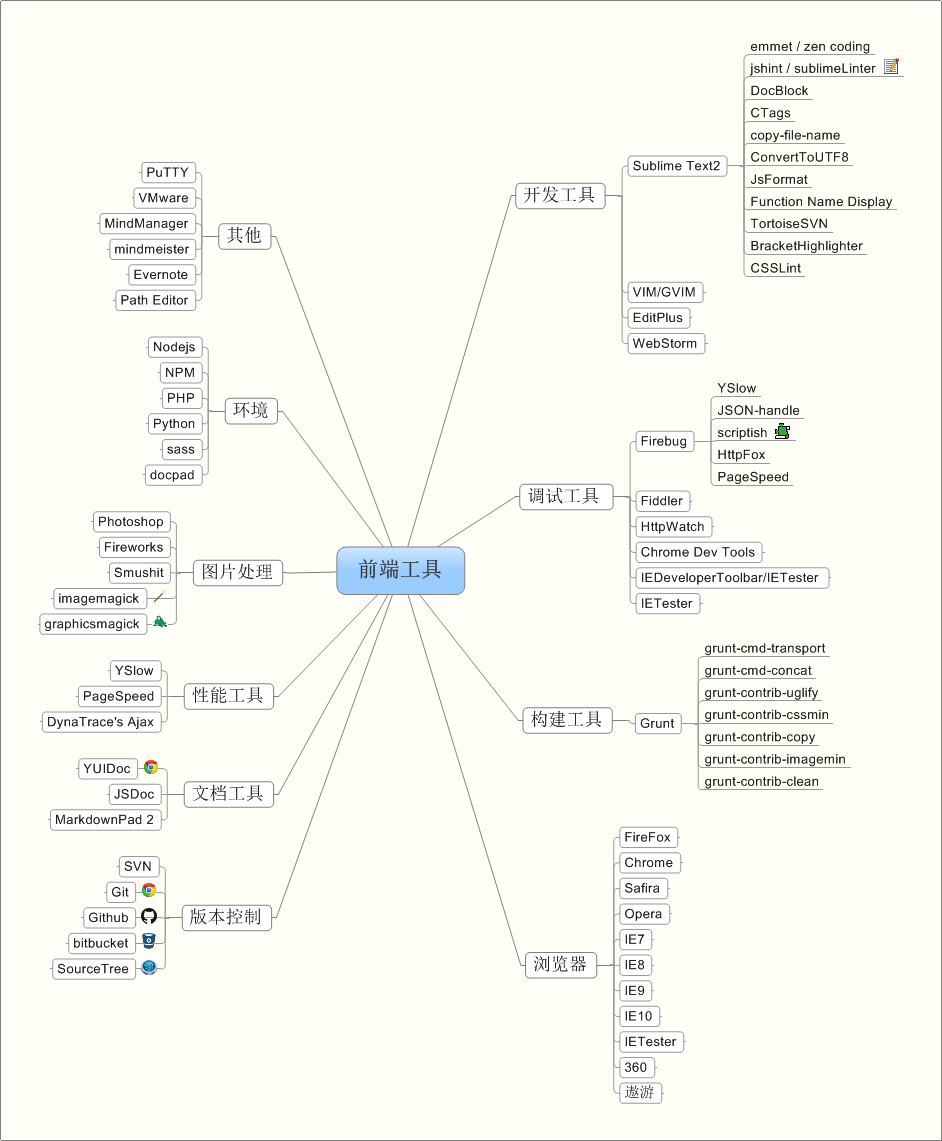 前端工具
开发工具
Sublime Text2
emmet / zen coding
jshint / sublimeLinter
DocBlock
CTags
copy-file-name
ConvertToUTF8
JsFormat
Function Name Display
TortoiseSVN
BracketHighlighter
CSSLint
VIM/GVIM
EditPlus
WebStorm
调试工具
Firebug
YSlow
JSON-handle
scriptish
HttpFox
PageSpeed
Fiddler
HttpWatch
Chrome Dev Tools
IEDeveloperToolbar/IETester
IETester
构建工具
Grunt
grunt-cmd-transport
grunt-cmd-concat
grunt-contrib-uglify
grunt-contrib-cssmin
grunt-contrib-copy
grunt-contrib-imagemin
grunt-contrib-clean
浏览器
FireFox
Chrome
Safira
Opera
IE7
IE8
IE9
IE10
IETester
360
遨游
其他
PuTTY
VMware
MindManager
mindmeister
Evernote
Path Editor
环境
Nodejs
NPM
PHP
Python
sass
docpad
图片处理
Photoshop
Fireworks
Smushit
imagemagick
graphicsmagick
性能工具
YSlow
PageSpeed
DynaTrace's Ajax
文档工具
YUIDoc
JSDoc
MarkdownPad 2
版本控制
SVN
Git
Github
bitbucket
SourceTree